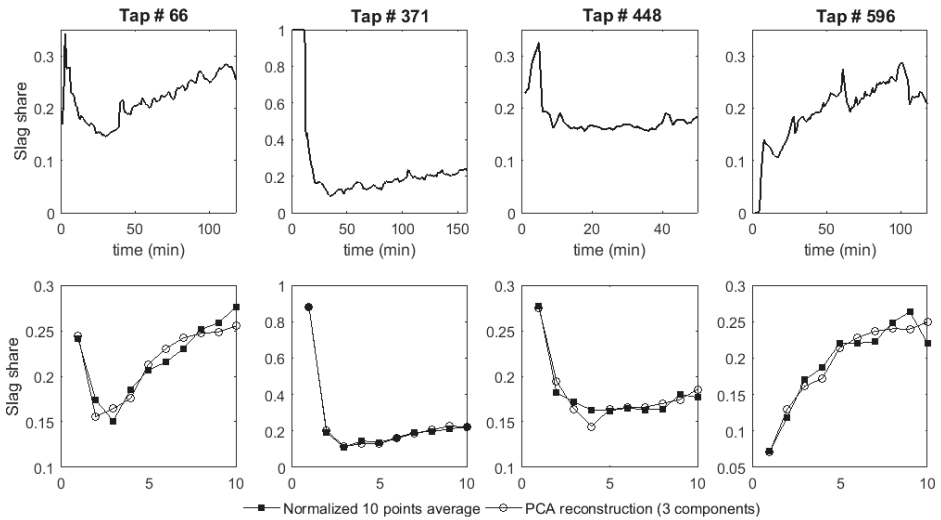 Tap # 66 Tap # 371 Tap # 448 Tap # 596
Slag share
0.3 0.2 0.1 0
0 50 100
time (min)
1 0.8 0.6 0.4 0.2 0
0 50 100 150
time (min)
0.3 0.2 0.1 0
0 20 40
time (min)
0.3 0.2 0.1 0
0 50 100
time (min)
Slag share
0.3 0.25 0.2 0.15 0.1
0 5 10
1 0.8 0.6 0.4 0.2 0
0 5 10
0.3 0.25 0.2 0.15 0.1
0 5 10
0.3 0.25 0.2 0.15 0.1 0.05
0 5 10
Normalized 10 points average PCA reconstruction (3 components)